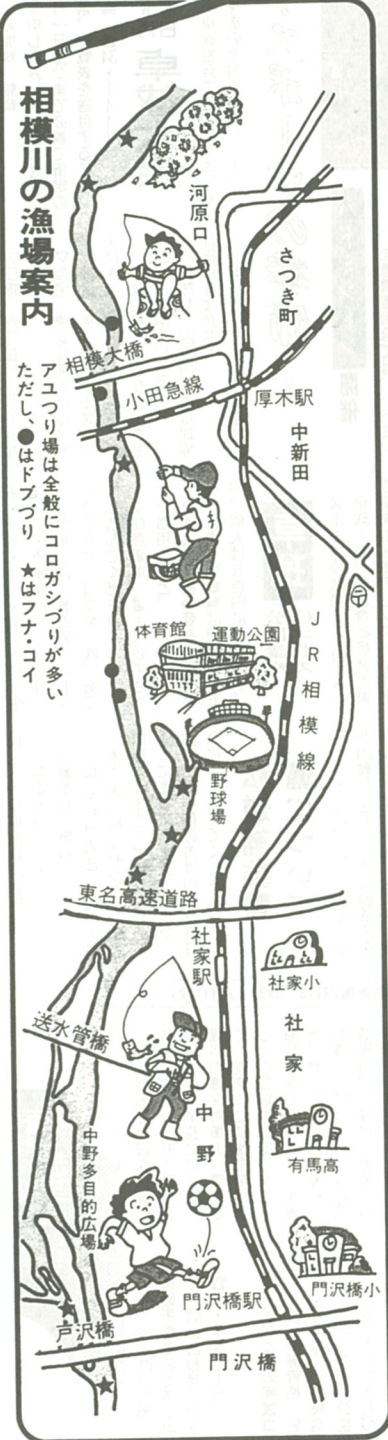 相模川の漁場案内
アユつり場は全般にコロガシづりが多い
ただし、●はドブづり ★はフナ・コイ
河原口
さつき町
相模大橋
小田急線
厚木駅
中新田
JR相模線
体育館
運動公園
野球場
東名高速道路
社家駅
社家小
社家
送水管橋
中野
有馬高
中野多目的広場
門沢橋駅
門沢橋小
戸沢橋
門沢橋